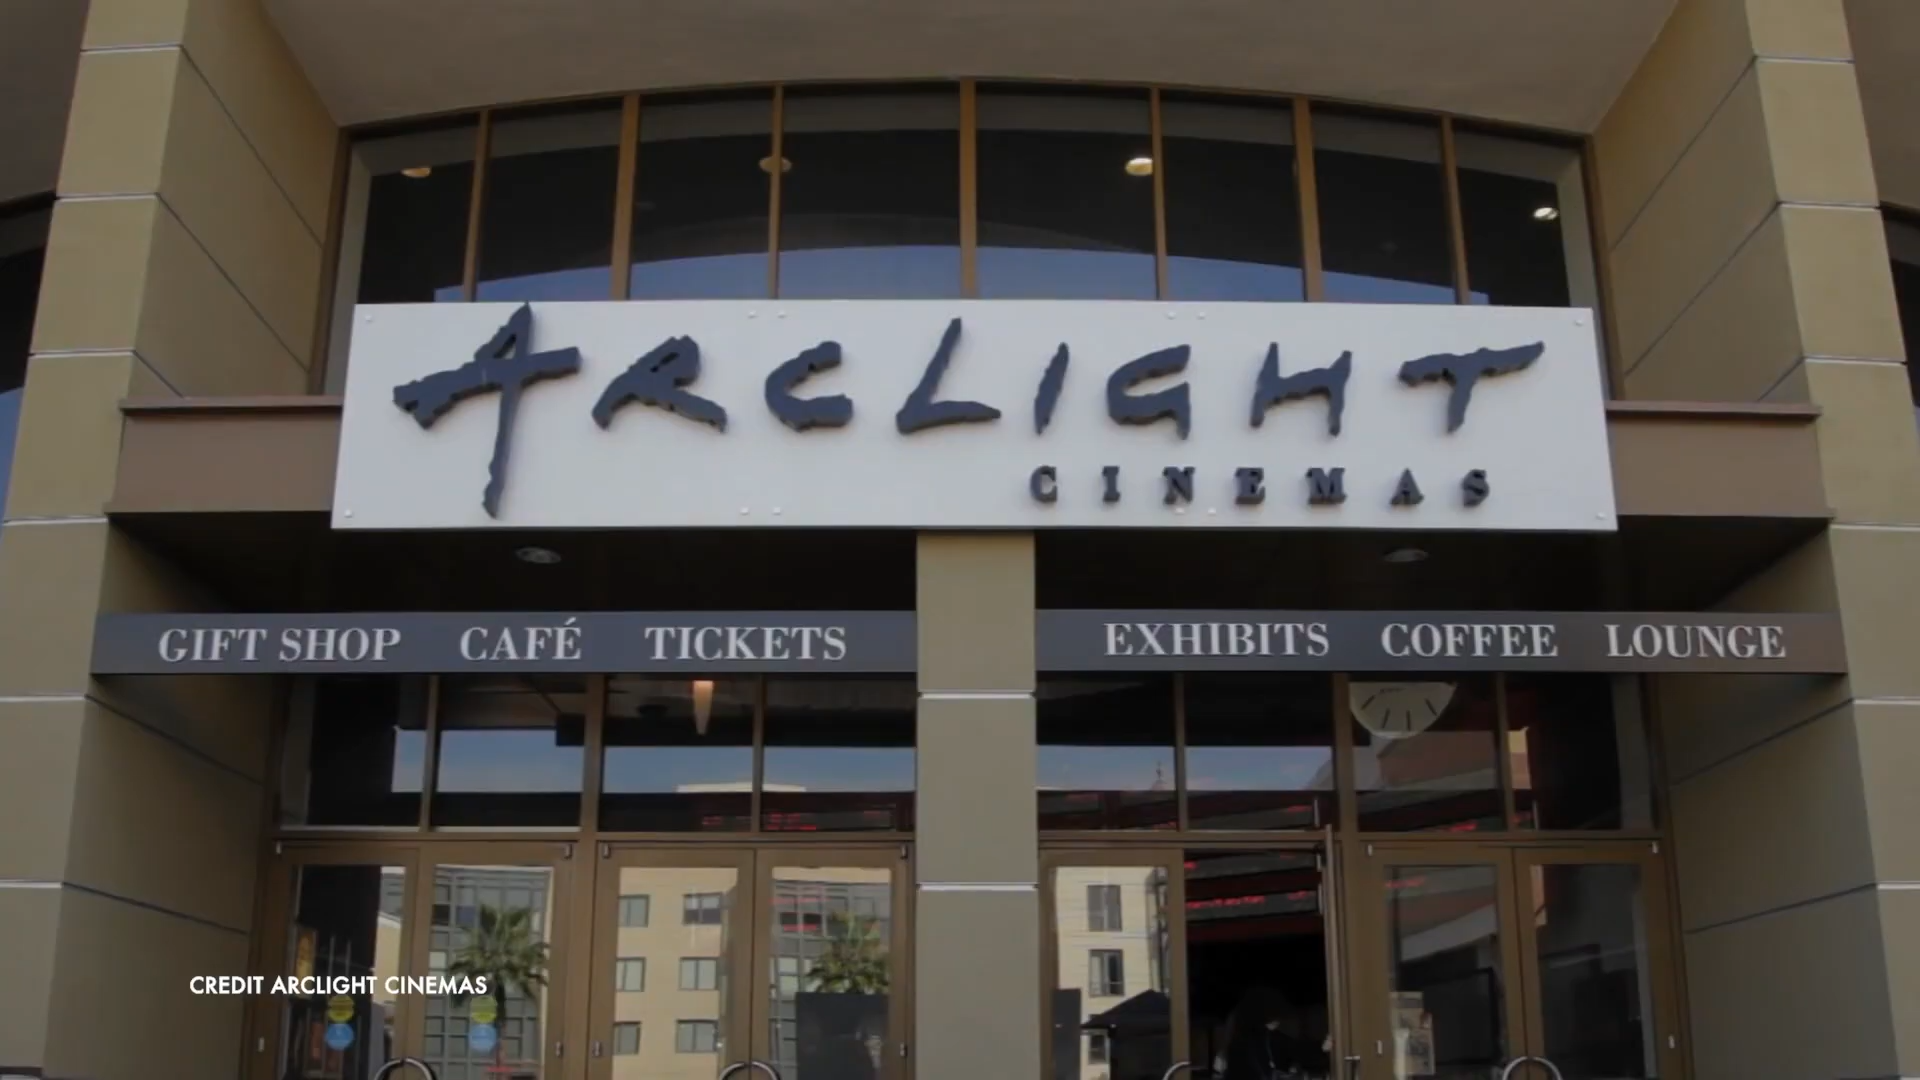 ARCLIGHT
CINEMAS
GIFT SHOP CAFÉ TICKETS
EXHIBITS COFFEE LOUNGE
CREDIT ARCLIGHT CINEMAS